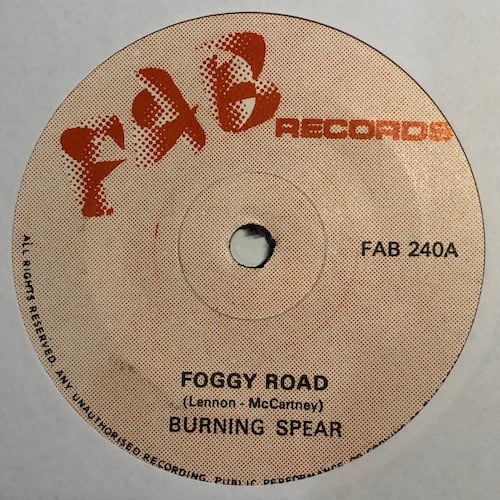 FAB
RECORDS
FAB 240A
FOGGY ROAD
(Lennon - McCartney)
BURNING SPEAR
ALL RIGHTS RESERVED. ANY UNAUTHORISED RECORDING, PUBLIC PERFORMANCE